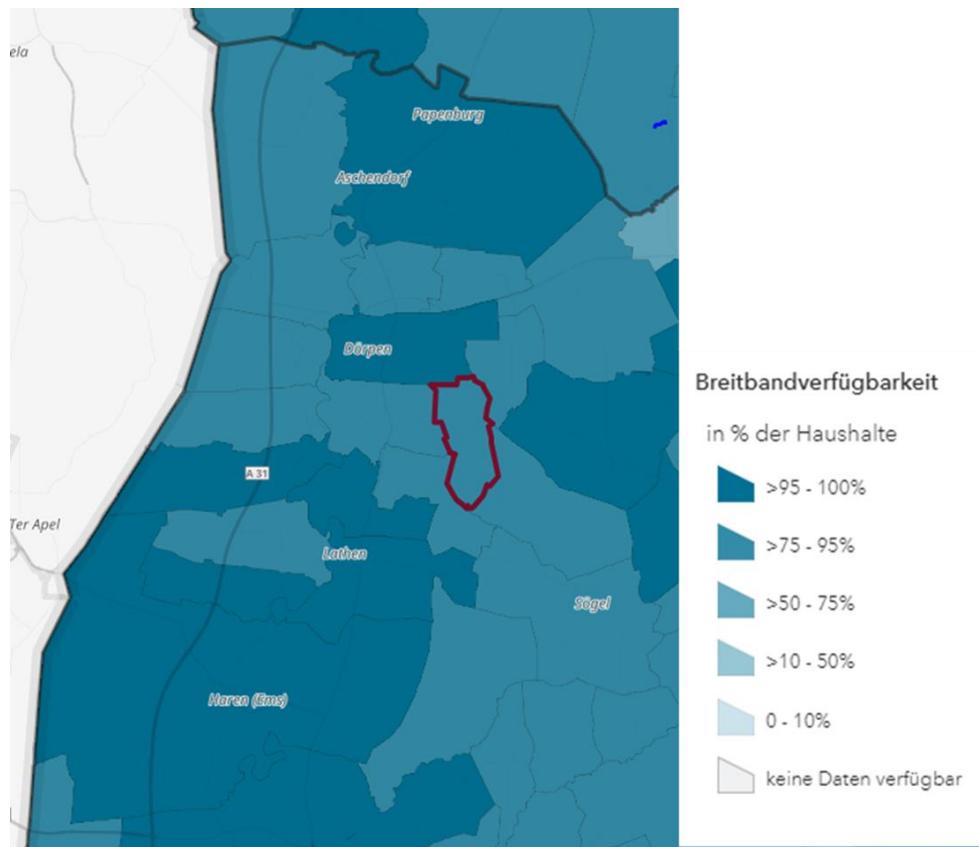 ela
Papenburg
Aschendorf
Dörpen
Breitbandverfügbarkeit
in % der Haushalte
A 31
>95 - 100%
Ter Apel
>75 - 95%
Lathen
>50 - 75%
Sögel
>10 - 50%
Haren (Ems)
0 - 10%
keine Daten verfügbar